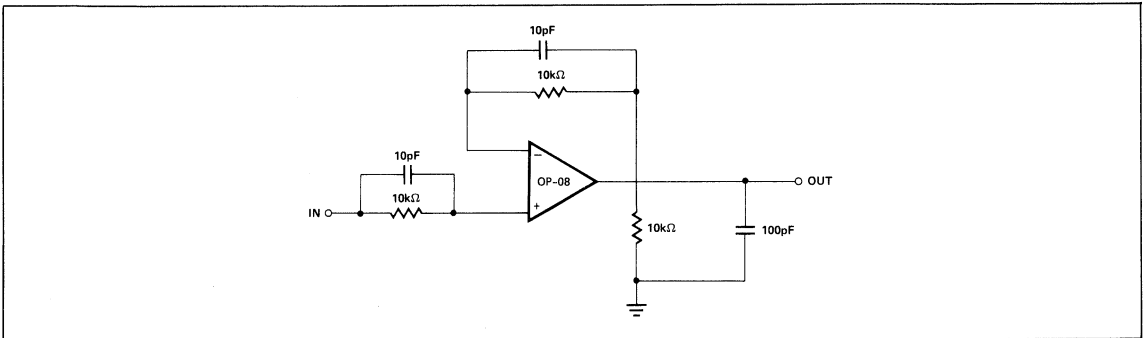 10pF
10kΩ
10pF
10kΩ
IN
−
OP-08
+
OUT
10kΩ
100pF